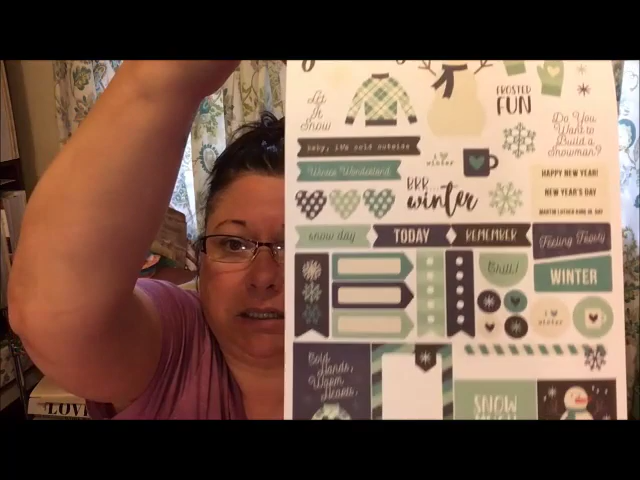 Let
It
Snow
FROSTED
FUN
Do You
Want to
Build a
Snowman?
baby, it's cold outside
I
winter
Winter Wonderland
HAPPY NEW YEAR!
NEW YEAR'S DAY
MARTIN LUTHER KING JR. DAY
BRR...
winter
snow day
TODAY
REMEMBER
Feeling Frosty
Chill!
WINTER
I
winter
Cold
Hands,
Warm
Hearts.
SNOW
LOVE